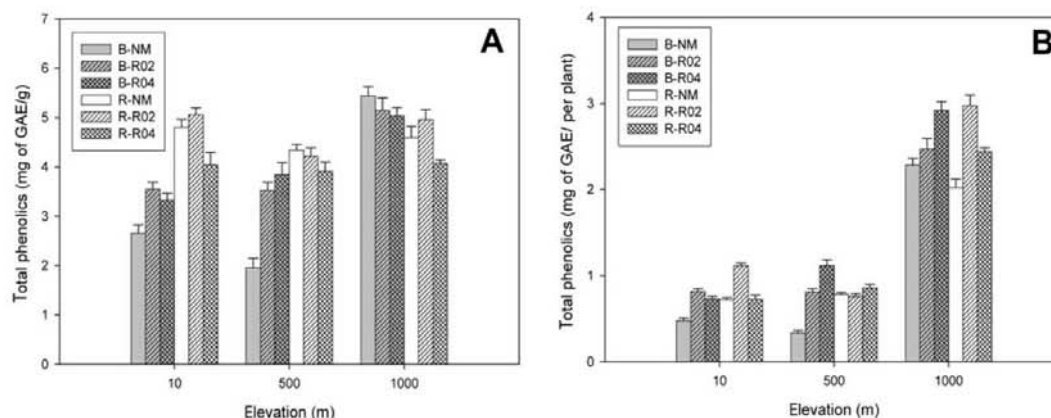 A
Total phenolics (mg of GAE/g)
7
6
5
4
3
2
1
0
B-NM
B-R02
B-R04
R-NM
R-R02
R-R04
10
500
1000
Elevation (m)
B
Total phenolics (mg of GAE/ per plant)
4
3
2
1
0
B-NM
B-R02
B-R04
R-NM
R-R02
R-R04
10
500
1000
Elevation (m)